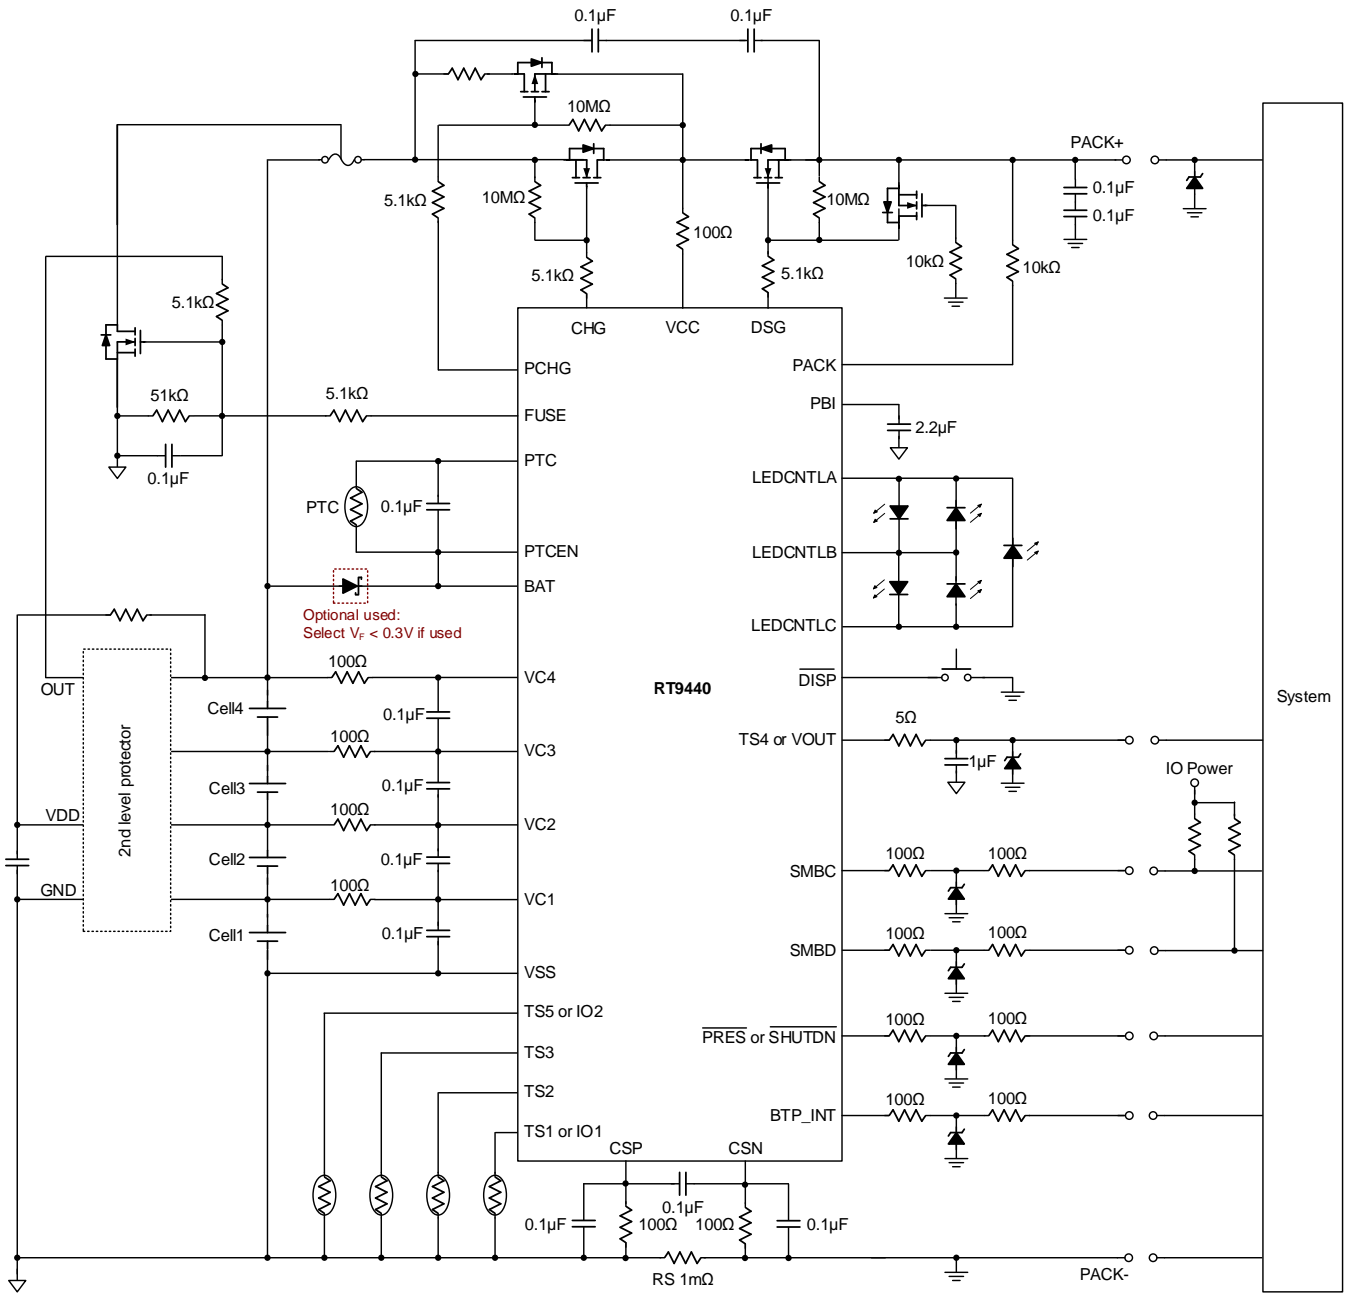 0.1µF
0.1µF
10MΩ
PACK+
5.1kΩ
10MΩ
100Ω
10MΩ
0.1µF
0.1µF
10kΩ
10kΩ
5.1kΩ
5.1kΩ
5.1kΩ
CHG
VCC
DSG
PCHG
PACK
51kΩ
5.1kΩ
FUSE
PBI
2.2µF
0.1µF
PTC
LEDCNTLA
PTC
0.1µF
PTCEN
LEDCNTLB
BAT
Optional used:
Select VF < 0.3V if used
LEDCNTLC
100Ω
VC4
DISP
OUT
RT9440
System
Cell4
0.1µF
5Ω
100Ω
VC3
TS4 or VOUT
1µF
IO Power
Cell3
0.1µF
2nd level protector
VDD
100Ω
VC2
Cell2
0.1µF
100Ω
100Ω
SMBC
GND
100Ω
VC1
Cell1
0.1µF
100Ω
100Ω
SMBD
VSS
TS5 or IO2
100Ω
100Ω
PRES or SHUTDN
TS3
TS2
100Ω
100Ω
BTP_INT
TS1 or IO1
CSP
CSN
0.1µF
0.1µF
100Ω
100Ω
0.1µF
RS 1mΩ
PACK-